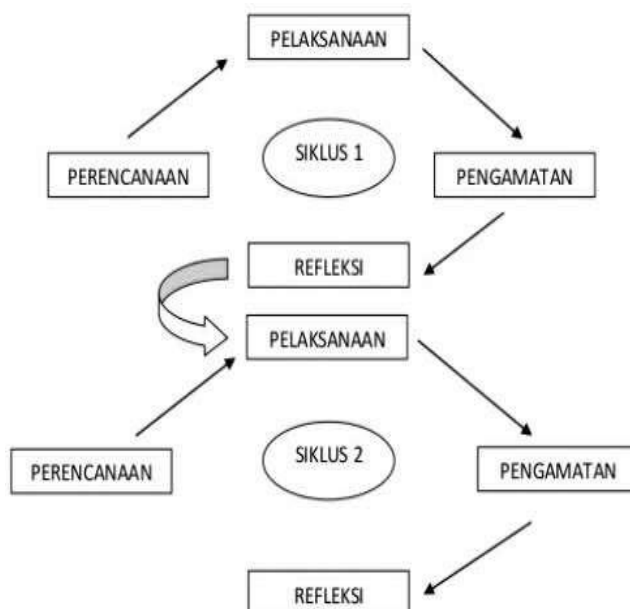 PELAKSANAAN
SIKLUS 1
PERENCANAAN
PENGAMATAN
REFLEKSI
PELAKSANAAN
SIKLUS 2
PERENCANAAN
PENGAMATAN
REFLEKSI